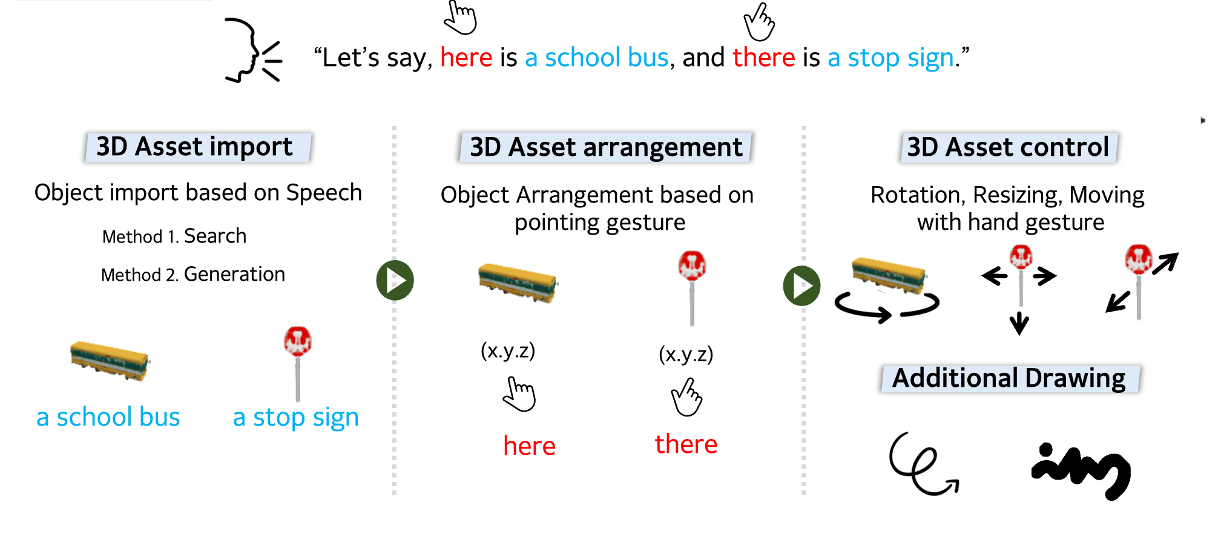 “Let’s say, here is a school bus, and there is a stop sign.”
3D Asset import
Object import based on Speech
Method 1. Search
Method 2. Generation
a school bus
a stop sign
3D Asset arrangement
Object Arrangement based on
pointing gesture
(x.y.z)
(x.y.z)
here
there
3D Asset control
Rotation, Resizing, Moving
with hand gesture
Additional Drawing